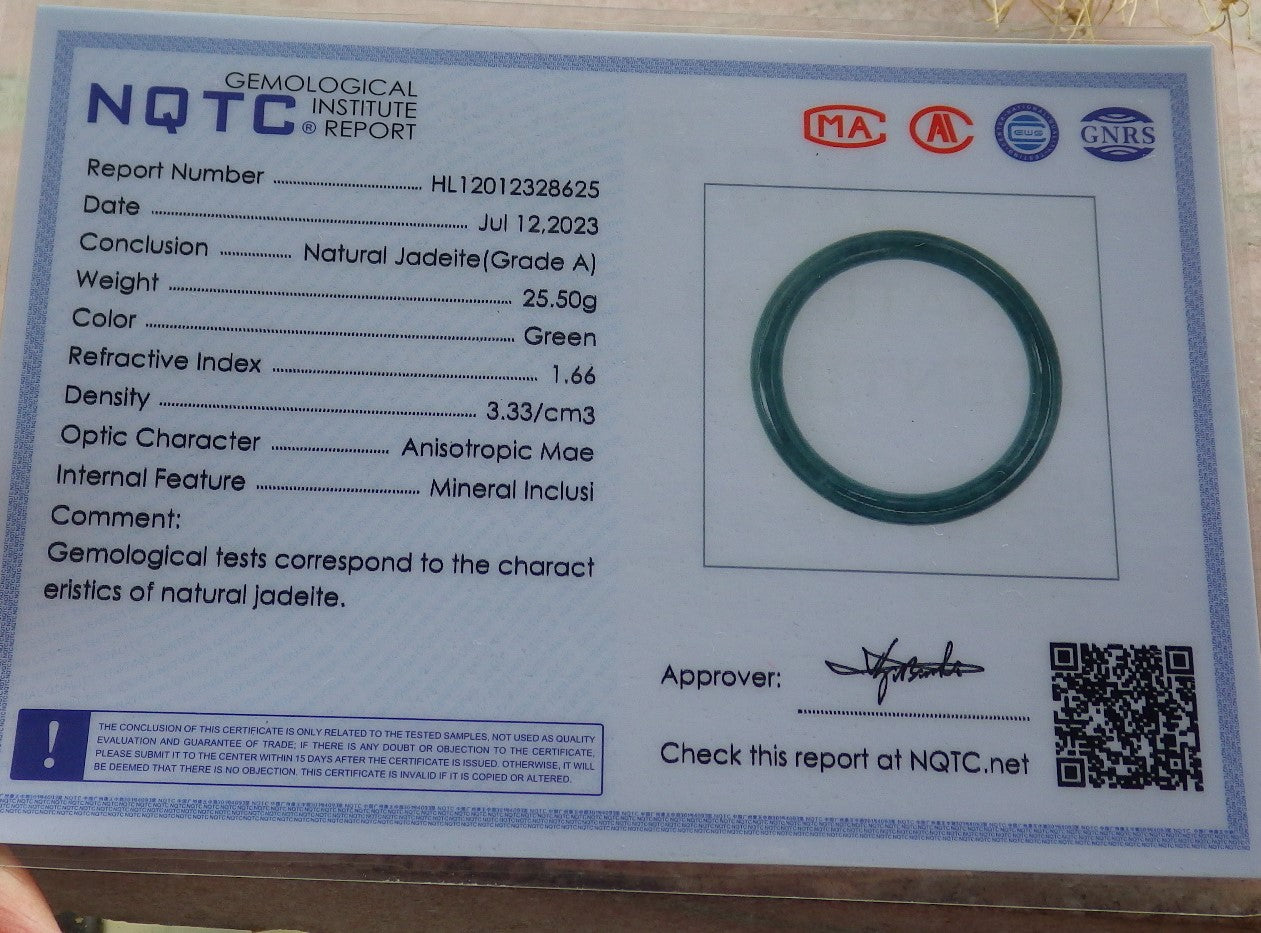 GEMOLOGICAL
NQTC INSTITUTE
® REPORT
Report Number ........................ HL12012328625
Date ........................ Jul 12,2023
Conclusion ............ Natural Jadeite(Grade A)
Weight ........................ 25.50g
Color ........................ Green
Refractive Index ........................ 1.66
Density ........................ 3.33/cm3
Optic Character ............ Anisotropic Mae
Internal Feature ............ Mineral Inclusi
Comment:
Gemological tests correspond to the charact
eristics of natural jadeite.
! THE CONCLUSION OF THIS CERTIFICATE IS ONLY RELATED TO THE TESTED SAMPLES, NOT USED AS QUALITY
EVALUATION AND GUARANTEE OF TRADE; IF THERE IS ANY DOUBT OR OBJECTION TO THE CERTIFICATE,
PLEASE SUBMIT IT TO THE CENTER WITHIN 15 DAYS AFTER THE CERTIFICATE IS ISSUED. OTHERWISE, IT WILL
BE DEEMED THAT THERE IS NO OBJECTION. THIS CERTIFICATE IS INVALID IF IT IS COPIED OR ALTERED.
MA GNRS
Approver:
Check this report at NQTC.net